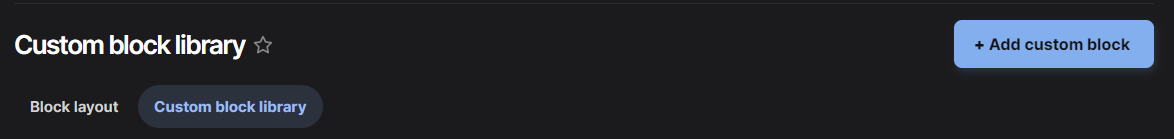 Custom block library
+ Add custom block
Block layout
Custom block library